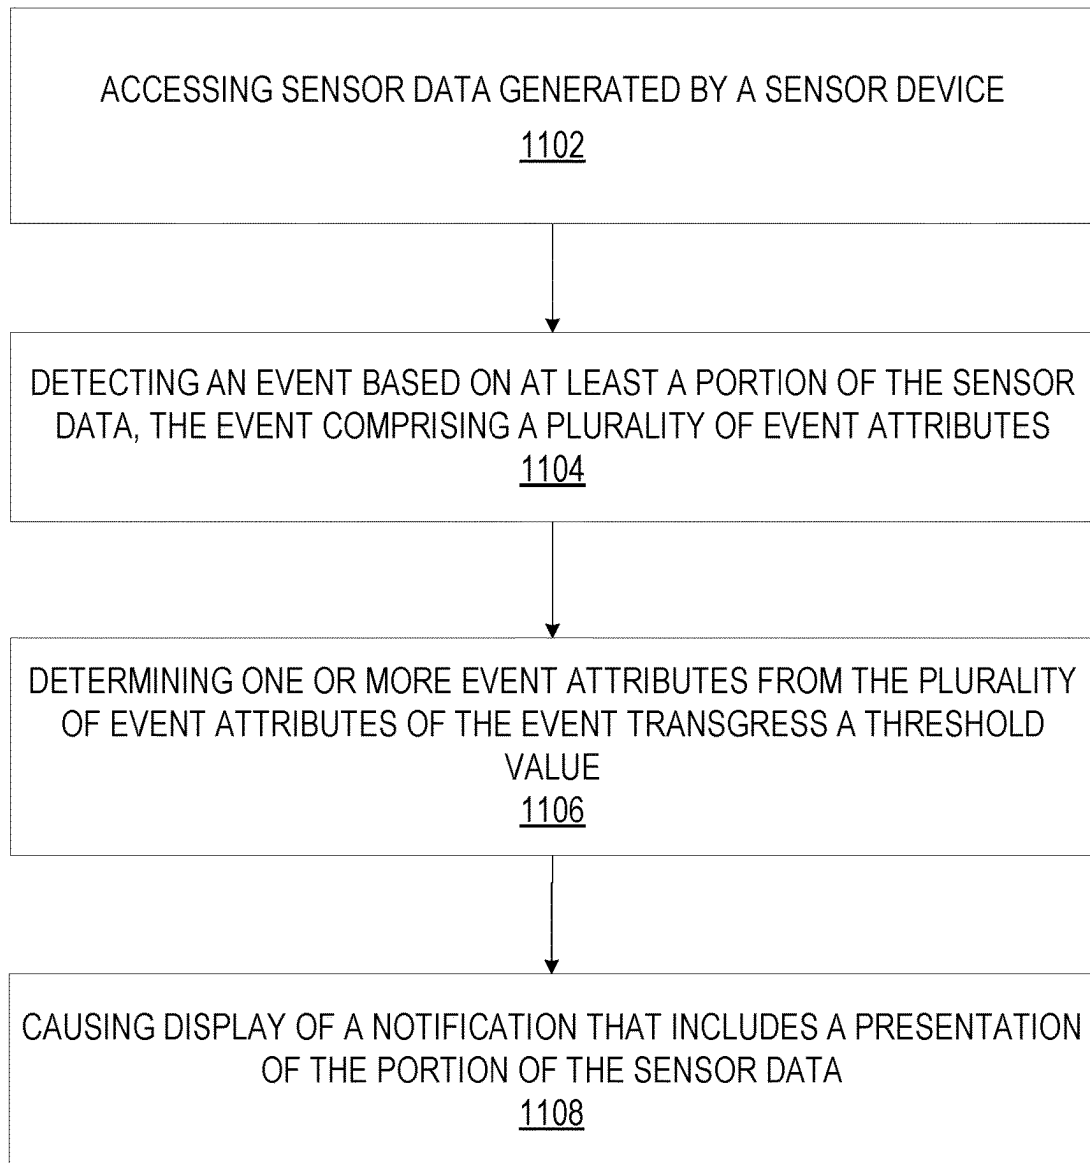 ACCESSING SENSOR DATA GENERATED BY A SENSOR DEVICE
1102
DETECTING AN EVENT BASED ON AT LEAST A PORTION OF THE SENSOR
DATA, THE EVENT COMPRISING A PLURALITY OF EVENT ATTRIBUTES
1104
DETERMINING ONE OR MORE EVENT ATTRIBUTES FROM THE PLURALITY
OF EVENT ATTRIBUTES OF THE EVENT TRANSGRESS A THRESHOLD
VALUE
1106
CAUSING DISPLAY OF A NOTIFICATION THAT INCLUDES A PRESENTATION
OF THE PORTION OF THE SENSOR DATA
1108